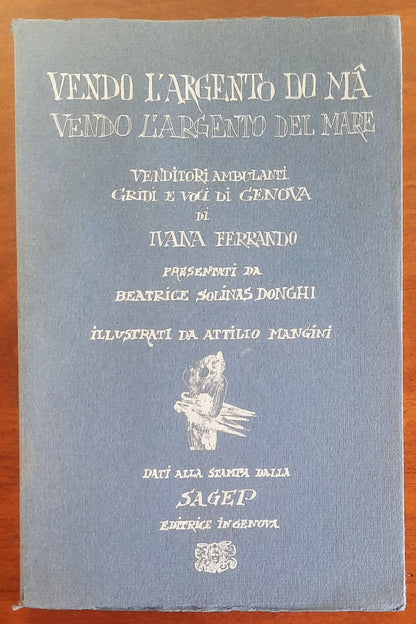 VENDO L'ARGENTO DO MÂ
VENDO L'ARGENTO DEL MARE
VENDITORI AMBULANTI
GRIDI E VOCI DI GENOVA
DI
IVANA FERRANDO
PRESENTATI DA
BEATRICE SOLINAS DONGHI
ILLUSTRATI DA ATTILIO MANGINI
DATI ALLA STAMPA DALLA
SAGEP
EDITRICE IN GENOVA